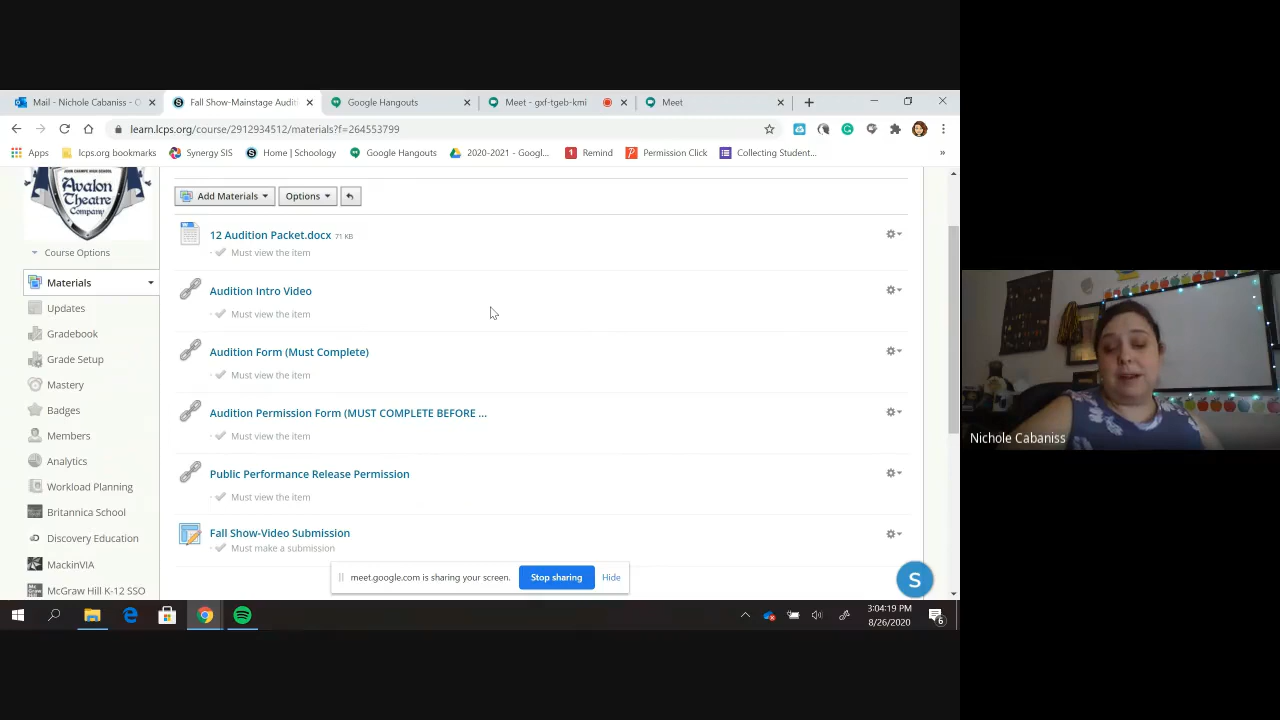 Mail - Nichole Cabaniss - O
Fall Show-Mainstage Auditi
Google Hangouts
Meet - gxf-tgeb-kmi
Meet
learn.lcps.org/course/2912934512/materials?f=264553799
Apps
lcps.org bookmarks
Synergy SIS
Home | Schoology
Google Hangouts
2020-2021 - Googl...
Remind
Permission Click
Collecting Student...
»
JOHN CHAMPE HIGH SCHOOL
Avalon
Theatre
Company
Add Materials
Options
Course Options
Materials
Updates
Gradebook
Grade Setup
Mastery
Badges
Members
Analytics
Workload Planning
Britannica School
Discovery Education
MackinVIA
McGraw Hill K-12 SSO
12 Audition Packet.docx 71 KB
Must view the item
Audition Intro Video
Must view the item
Audition Form (Must Complete)
Must view the item
Audition Permission Form (MUST COMPLETE BEFORE ...
Must view the item
Public Performance Release Permission
Must view the item
Fall Show-Video Submission
Must make a submission
meet.google.com is sharing your screen.
Stop sharing
Hide
S
Nichole Cabaniss
3:04:19 PM
8/26/2020
6